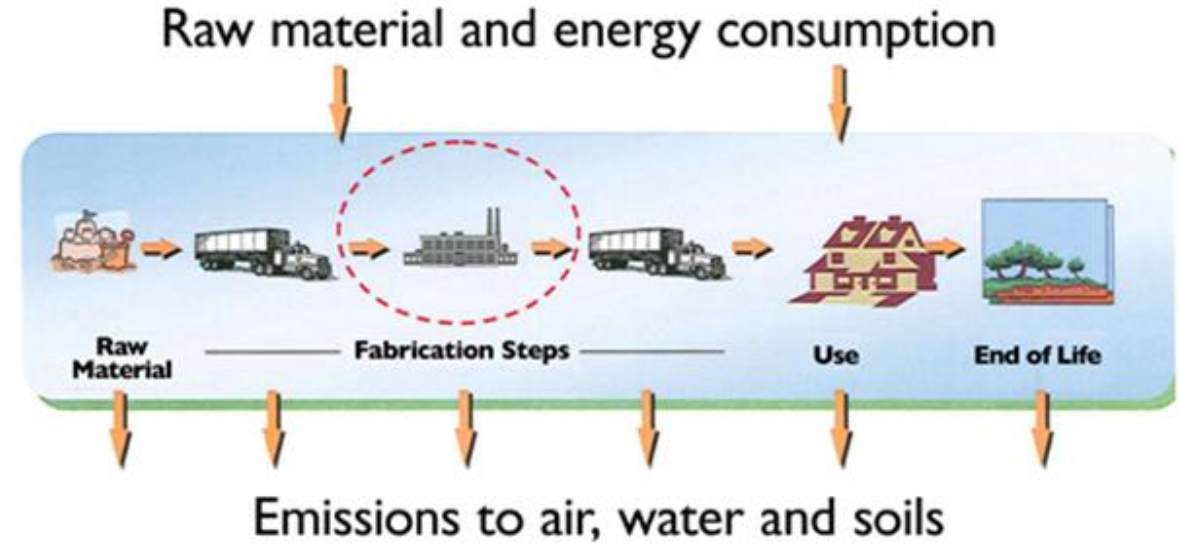 Raw material and energy consumption
Raw
Material
Fabrication Steps
Use
End of Life
Emissions to air, water and soils